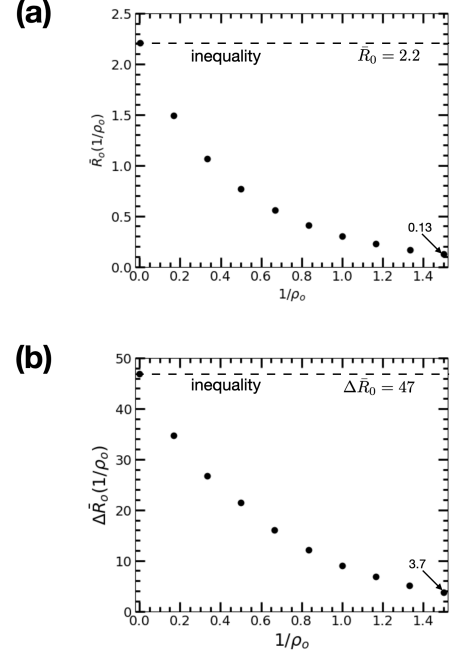 (a)
2.5
2.0
1.5
1.0
0.5
0.0
R̄ₒ(1/ρₒ)
inequality
R̄₀ = 2.2
0.13
0.0 0.2 0.4 0.6 0.8 1.0 1.2 1.4
1/ρₒ
(b)
50
40
30
20
10
0
ΔR̄ₒ(1/ρₒ)
inequality
ΔR̄₀ = 47
3.7
0.0 0.2 0.4 0.6 0.8 1.0 1.2 1.4
1/ρₒ